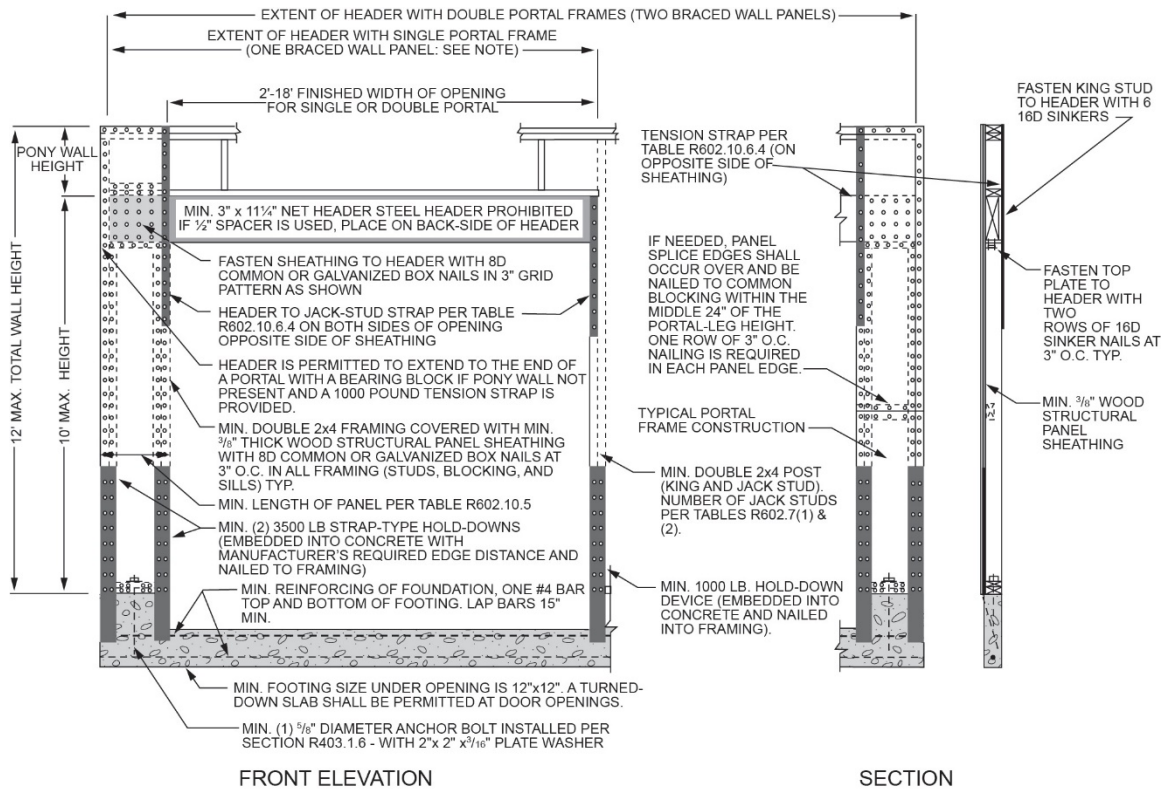 EXTENT OF HEADER WITH DOUBLE PORTAL FRAMES (TWO BRACED WALL PANELS)
EXTENT OF HEADER WITH SINGLE PORTAL FRAME
(ONE BRACED WALL PANEL: SEE NOTE)
2'-18' FINISHED WIDTH OF OPENING
FOR SINGLE OR DOUBLE PORTAL
PONY WALL
HEIGHT
12' MAX. TOTAL WALL HEIGHT
10' MAX. HEIGHT
MIN. 3" x 11¼" NET HEADER STEEL HEADER PROHIBITED
IF ½" SPACER IS USED, PLACE ON BACK-SIDE OF HEADER
FASTEN SHEATHING TO HEADER WITH 8D
COMMON OR GALVANIZED BOX NAILS IN 3" GRID
PATTERN AS SHOWN
HEADER TO JACK-STUD STRAP PER TABLE
R602.10.6.4 ON BOTH SIDES OF OPENING
OPPOSITE SIDE OF SHEATHING
HEADER IS PERMITTED TO EXTEND TO THE END OF
A PORTAL WITH A BEARING BLOCK IF PONY WALL NOT
PRESENT AND A 1000 POUND TENSION STRAP IS
PROVIDED.
MIN. DOUBLE 2x4 FRAMING COVERED WITH MIN.
3/8" THICK WOOD STRUCTURAL PANEL SHEATHING
WITH 8D COMMON OR GALVANIZED BOX NAILS AT
3" O.C. IN ALL FRAMING (STUDS, BLOCKING, AND
SILLS) TYP.
MIN. LENGTH OF PANEL PER TABLE R602.10.5
MIN. (2) 3500 LB STRAP-TYPE HOLD-DOWNS
(EMBEDDED INTO CONCRETE WITH
MANUFACTURER'S REQUIRED EDGE DISTANCE AND
NAILED TO FRAMING)
MIN. REINFORCING OF FOUNDATION, ONE #4 BAR
TOP AND BOTTOM OF FOOTING. LAP BARS 15"
MIN.
MIN. FOOTING SIZE UNDER OPENING IS 12"x12". A TURNED-
DOWN SLAB SHALL BE PERMITTED AT DOOR OPENINGS.
MIN. (1) 5/8" DIAMETER ANCHOR BOLT INSTALLED PER
SECTION R403.1.6 - WITH 2"x 2" x3/16" PLATE WASHER
FRONT ELEVATION
TENSION STRAP PER
TABLE R602.10.6.4 (ON
OPPOSITE SIDE OF
SHEATHING)
IF NEEDED, PANEL
SPLICE EDGES SHALL
OCCUR OVER AND BE
NAILED TO COMMON
BLOCKING WITHIN THE
MIDDLE 24" OF THE
PORTAL-LEG HEIGHT.
ONE ROW OF 3" O.C.
NAILING IS REQUIRED
IN EACH PANEL EDGE.
TYPICAL PORTAL
FRAME CONSTRUCTION
MIN. DOUBLE 2x4 POST
(KING AND JACK STUD).
NUMBER OF JACK STUDS
PER TABLES R602.7(1) &
(2).
MIN. 1000 LB. HOLD-DOWN
DEVICE (EMBEDDED INTO
CONCRETE AND NAILED
INTO FRAMING).
FASTEN KING STUD
TO HEADER WITH 6
16D SINKERS
FASTEN TOP
PLATE TO
HEADER WITH
TWO
ROWS OF 16D
SINKER NAILS AT
3" O.C. TYP.
MIN. 3/8" WOOD
STRUCTURAL
PANEL
SHEATHING
SECTION